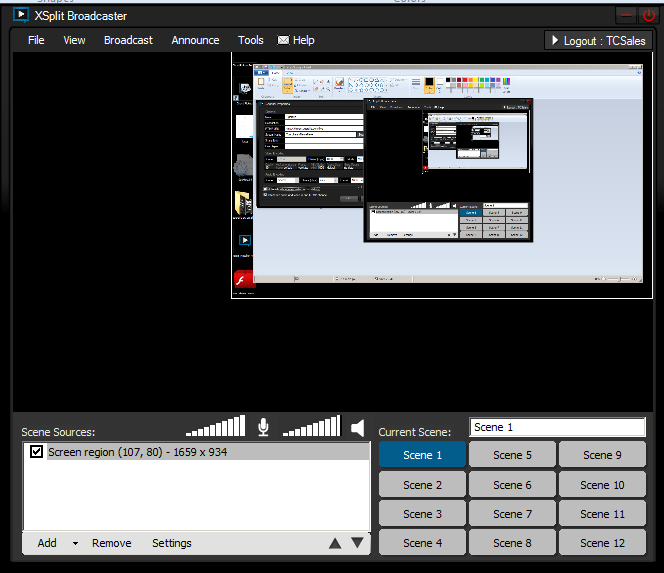 XSplit Broadcaster
File View Broadcast Announce Tools Help Logout : TCSales
Scene Sources:
Current Scene: Scene 1
Screen region (107, 80) - 1659 x 934
Scene 1 Scene 5 Scene 9
Scene 2 Scene 6 Scene 10
Scene 3 Scene 7 Scene 11
Scene 4 Scene 8 Scene 12
Add Remove Settings